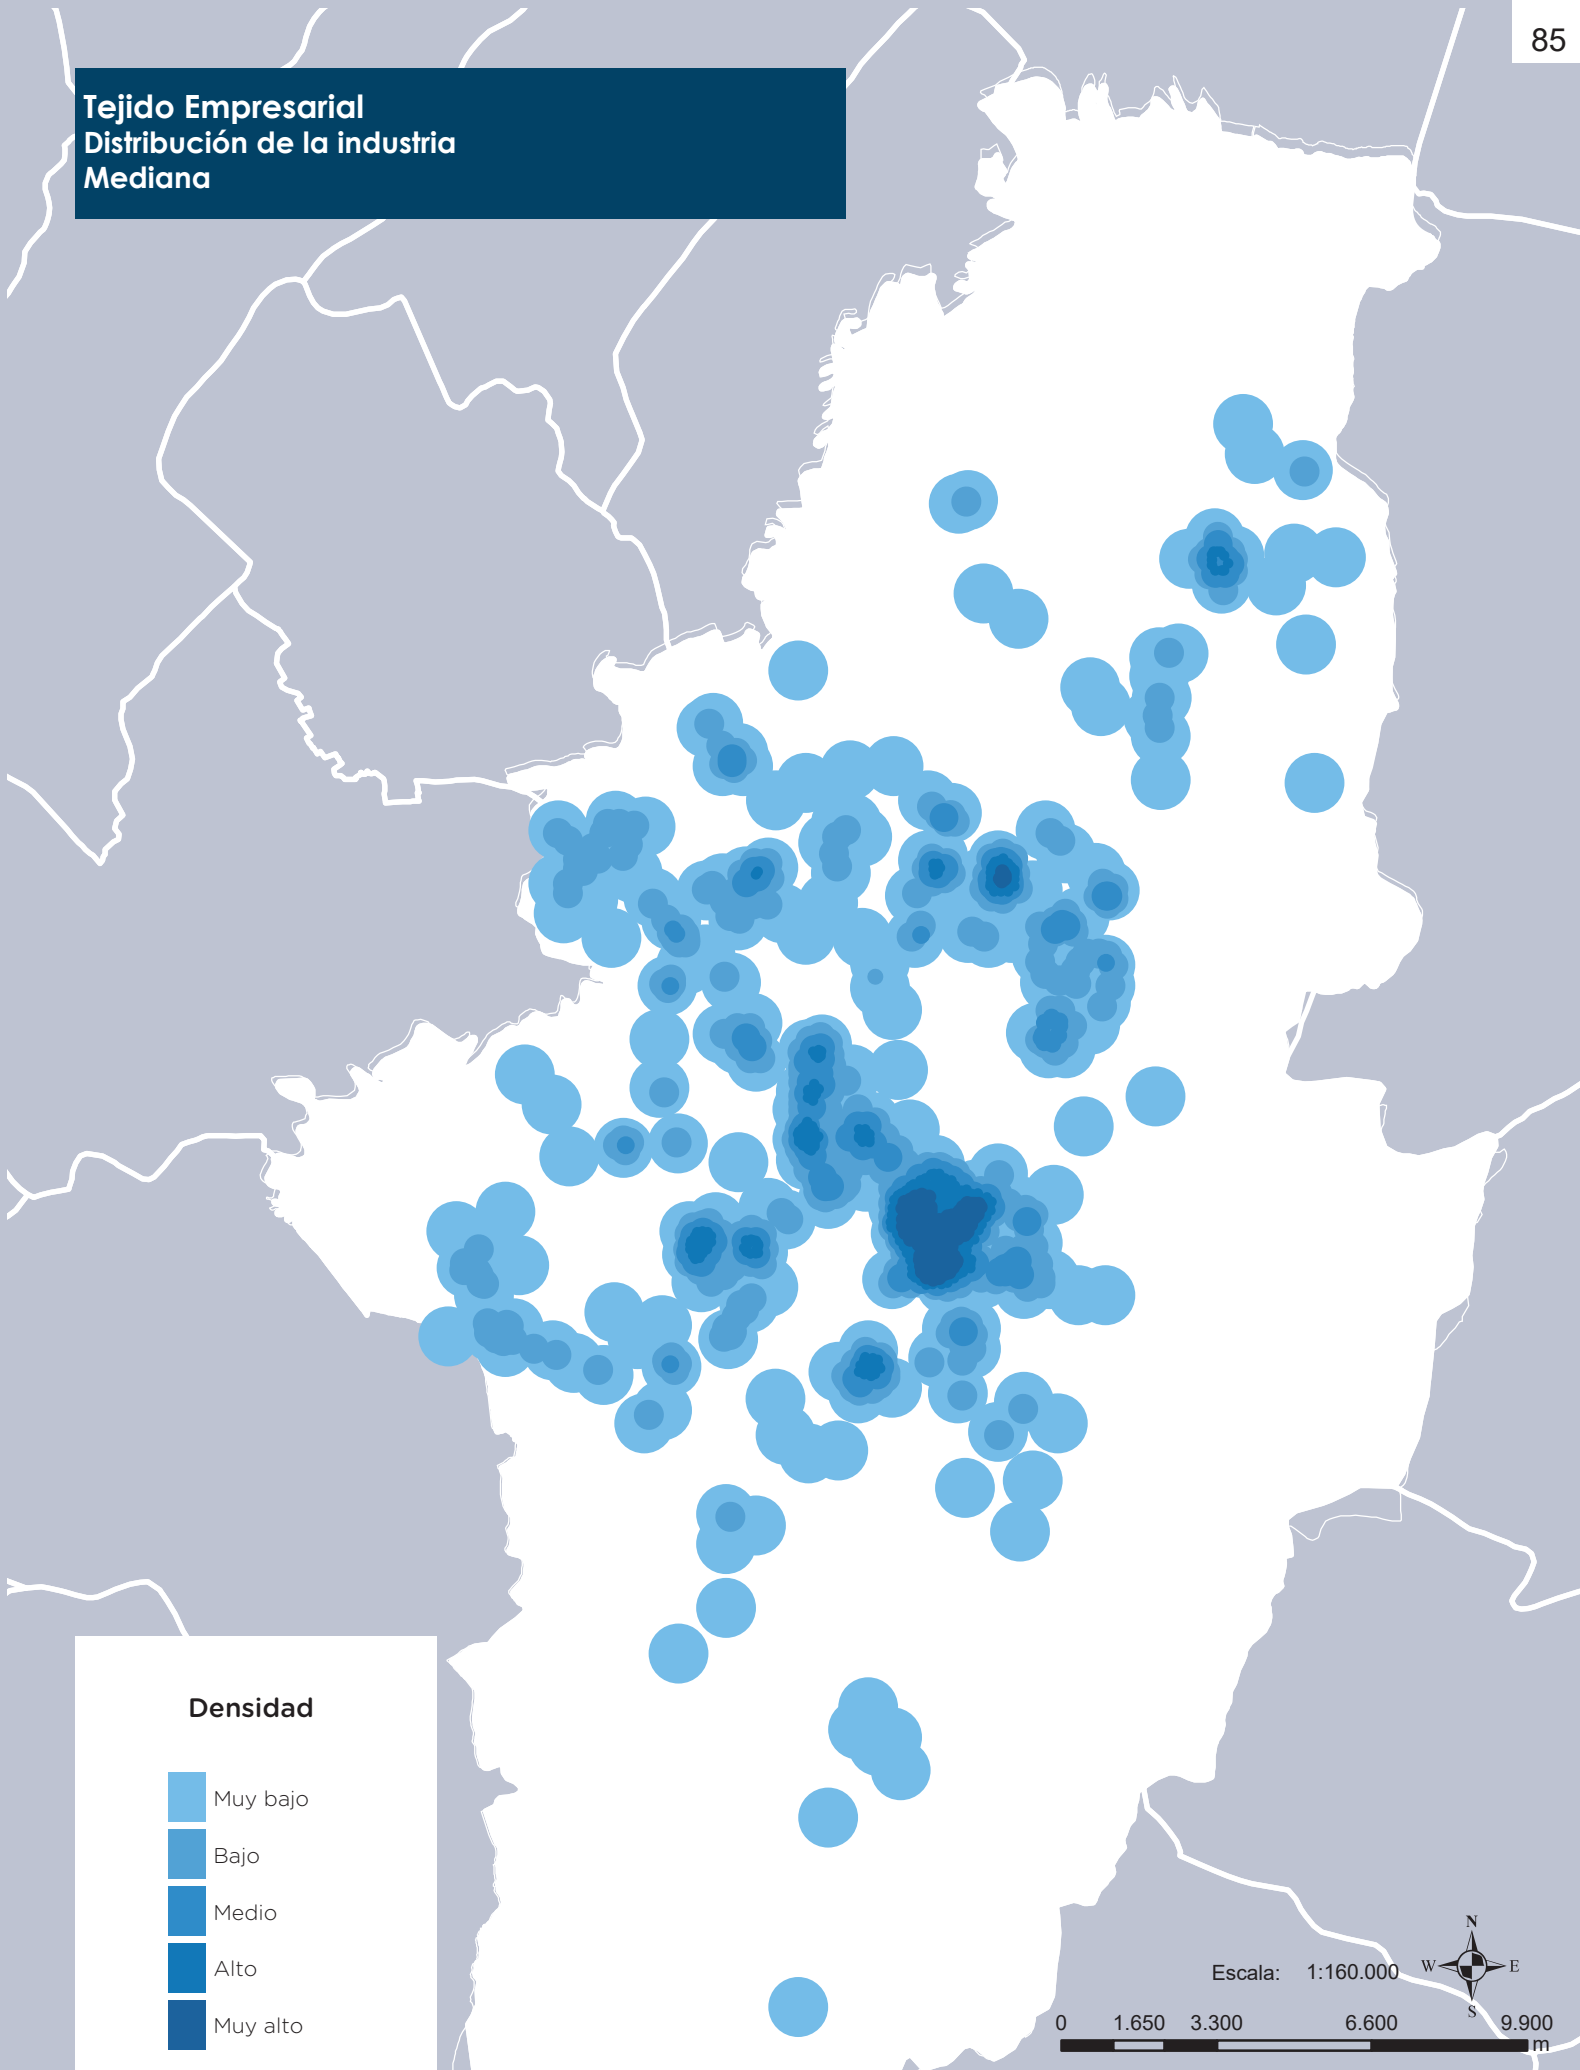 85
Tejido Empresarial
Distribución de la industria
Mediana
Densidad
Muy bajo
Bajo
Medio
Alto
Muy alto
Escala: 1:160.000
N
W E
S
0 1.650 3.300 6.600 9.900
m